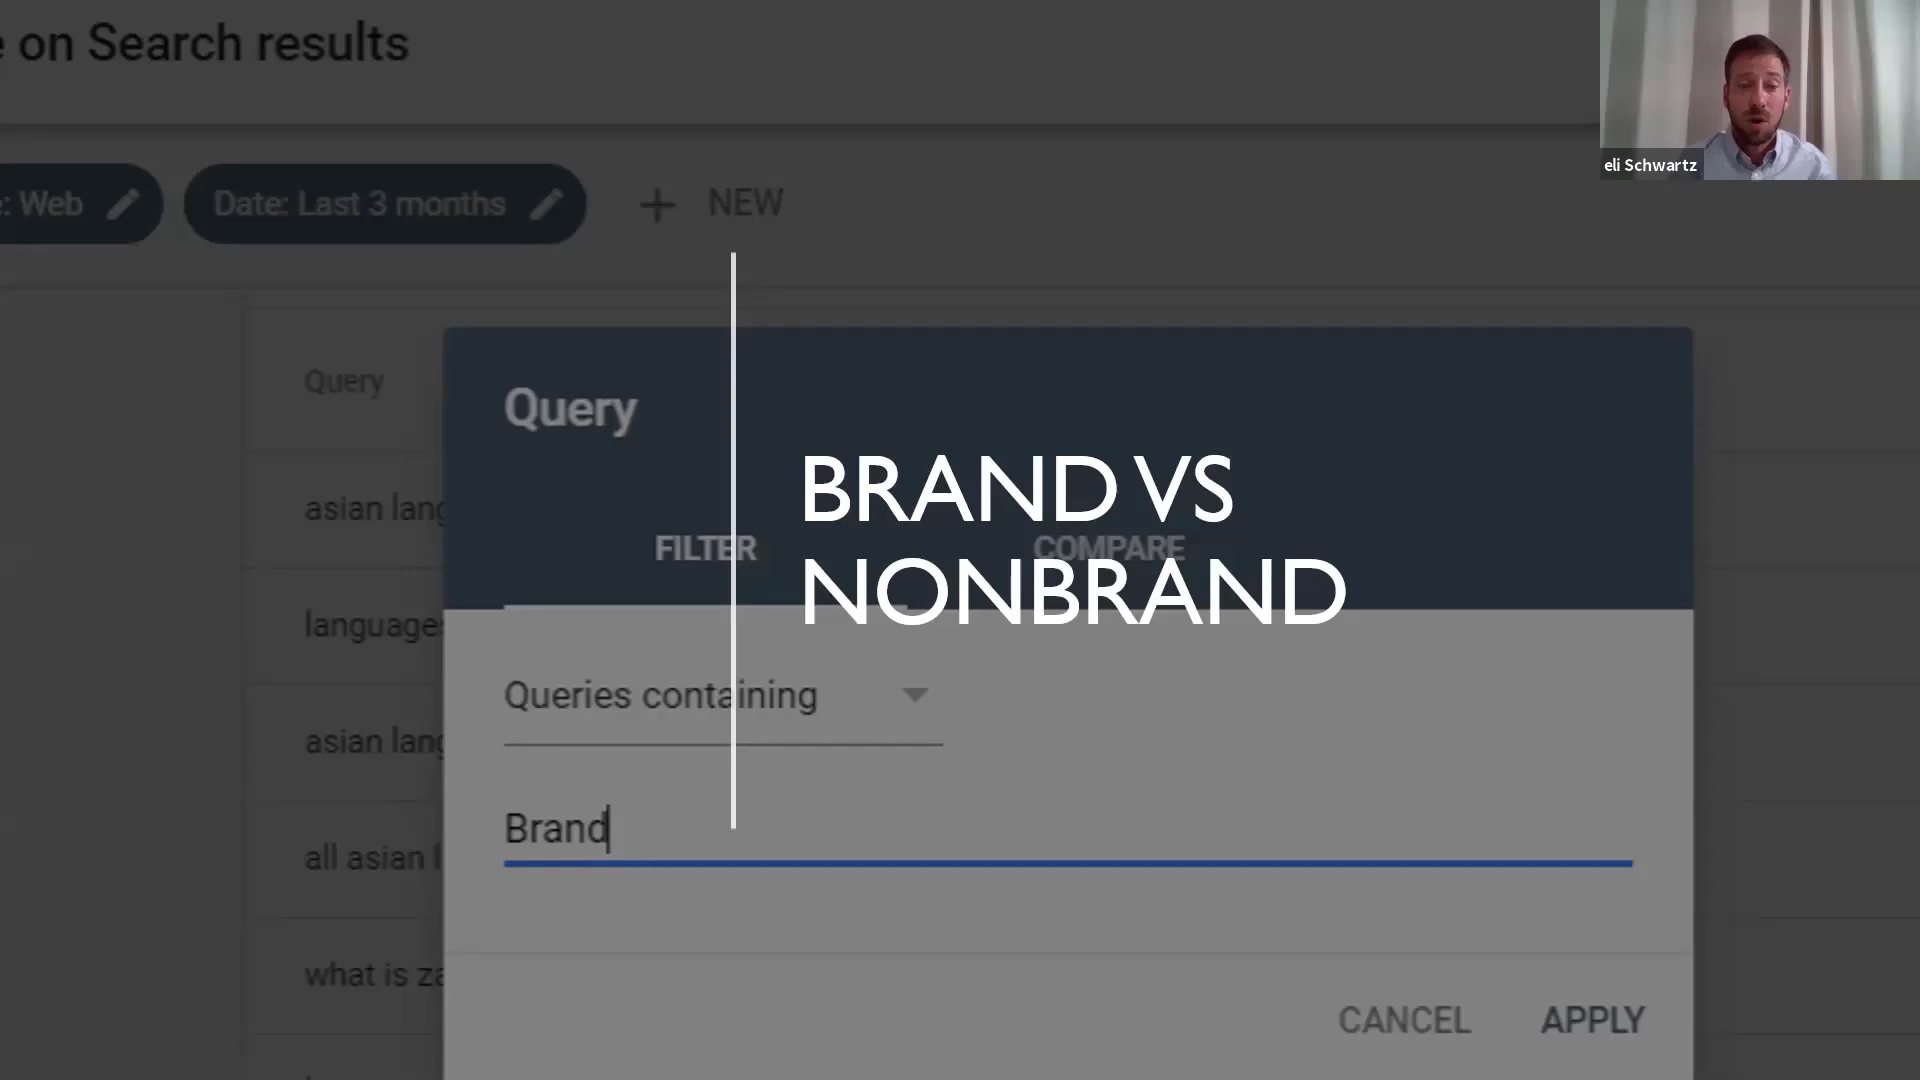 on Search results
eli Schwartz
: Web
Date: Last 3 months
+ NEW
Query
Query
BRAND VS
NONBRAND
FILTER
COMPARE
asian lang
languages
Queries containing
asian lang
Brand
all asian
what is za
CANCEL
APPLY